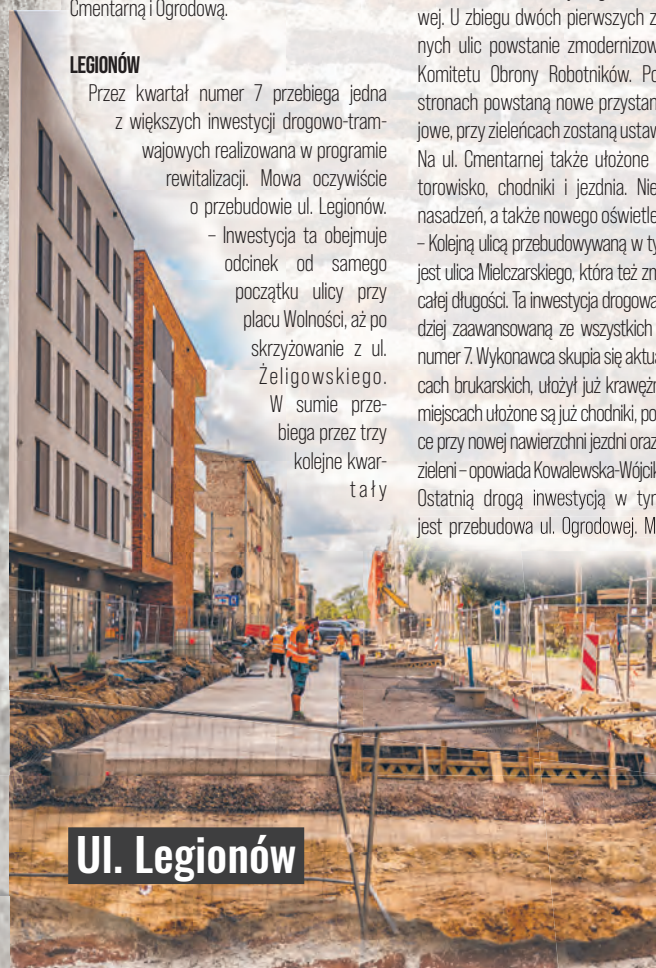 Cmentarną i Ogrodową.
LEGIONÓW
Przez kwartał numer 7 przebiega jedna
z większych inwestycji drogowo-tram-
wajowych realizowana w programie
rewitalizacji. Mowa oczywiście
o przebudowie ul. Legionów.
– Inwestycja ta obejmuje
odcinek od samego
początku ulicy przy
placu Wolności, aż po
skrzyżowanie z ul.
Żeligowskiego.
W sumie prze-
biega przez trzy
kolejne kwar-
tały
wej. U zbiegu dwóch pierwszych z
nych ulic powstanie zmodernizow
Komitetu Obrony Robotników. Po
stronach powstaną nowe przystan
jowe, przy zieleńcach zostaną ustaw
Na ul. Cmentarnej także ułożone
torowisko, chodniki i jezdnia. Nie
nasadzeń, a także nowego oświetle
– Kolejną ulicą przebudowywaną w ty
jest ulica Mielczarskiego, która też zm
całej długości. Ta inwestycja drogowa
dziej zaawansowaną ze wszystkich
numer 7. Wykonawca skupia się aktua
cach brukarskich, ułożył już krawężn
miejscach ułożone są już chodniki, po
ce przy nowej nawierzchni jezdni oraz
zieleni – opowiada Kowalewska-Wójcik
Ostatnią drogą inwestycją w tym
jest przebudowa ul. Ogrodowej. M
Ul. Legionów